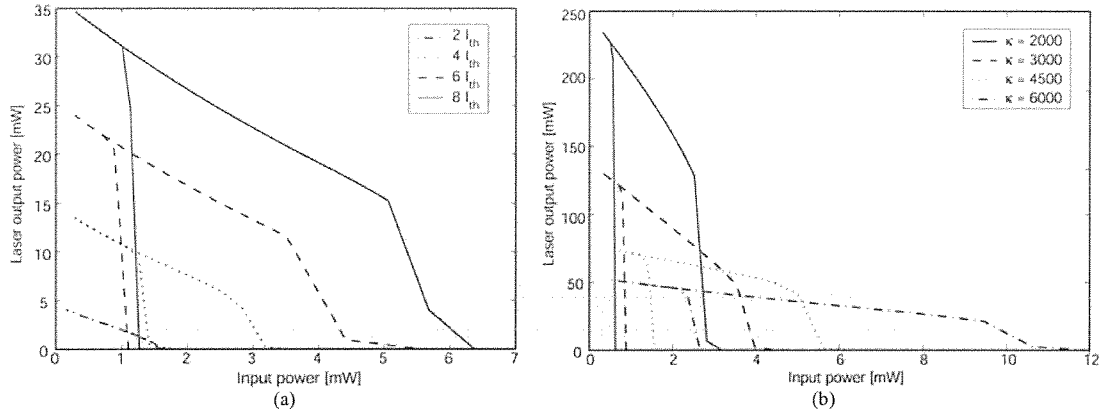 35
30
25
20
15
10
5
0
Laser output power [mW]
2 I_th
4 I_th
6 I_th
8 I_th
0 1 2 3 4 5 6 7
Input power [mW]
(a)
250
200
150
100
50
0
Laser output power [mW]
κ = 2000
κ = 3000
κ = 4500
κ = 6000
0 2 4 6 8 10 12
Input power [mW]
(b)